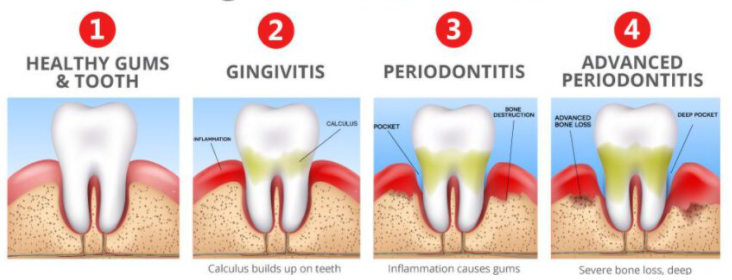 1
HEALTHY GUMS
& TOOTH
2
GINGIVITIS
INFLAMMATION
CALCULUS
Calculus builds up on teeth
3
PERIODONTITIS
POCKET
BONE
DESTRUCTION
Inflammation causes gums
4
ADVANCED
PERIODONTITIS
ADVANCED
BONE LOSS
DEEP POCKET
Severe bone loss, deep